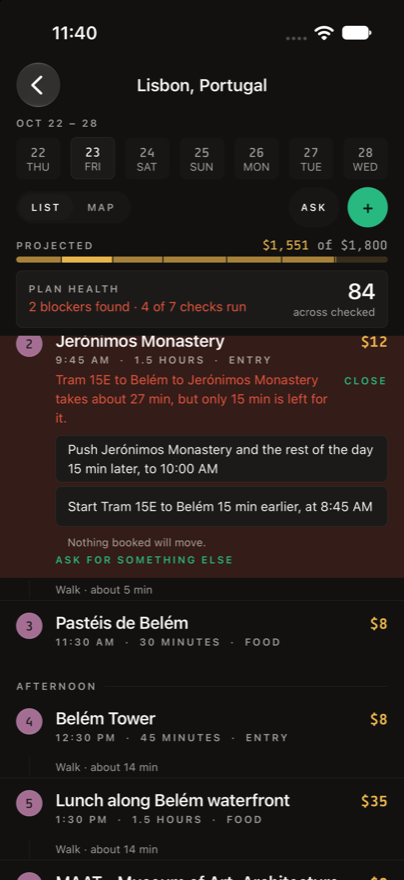 11:40
Lisbon, Portugal
OCT 22 – 28
22 23 24 25 26 27 28
THU FRI SAT SUN MON TUE WED
LIST MAP ASK +
PROJECTED $1,551 of $1,800
PLAN HEALTH 84
2 blockers found · 4 of 7 checks run across checked
2 Jerónimos Monastery $12
9:45 AM · 1.5 HOURS · ENTRY
Tram 15E to Belém to Jerónimos Monastery CLOSE
takes about 27 min, but only 15 min is left for
it.
Push Jerónimos Monastery and the rest of the day
15 min later, to 10:00 AM
Start Tram 15E to Belém 15 min earlier, at 8:45 AM
Nothing booked will move.
ASK FOR SOMETHING ELSE
Walk · about 5 min
3 Pastéis de Belém $8
11:30 AM · 30 MINUTES · FOOD
AFTERNOON
4 Belém Tower $8
12:30 PM · 45 MINUTES · ENTRY
Walk · about 14 min
5 Lunch along Belém waterfront $35
1:30 PM · 1.5 HOURS · FOOD
Walk · about 14 min
MAAT - Museum of Art, Architecture